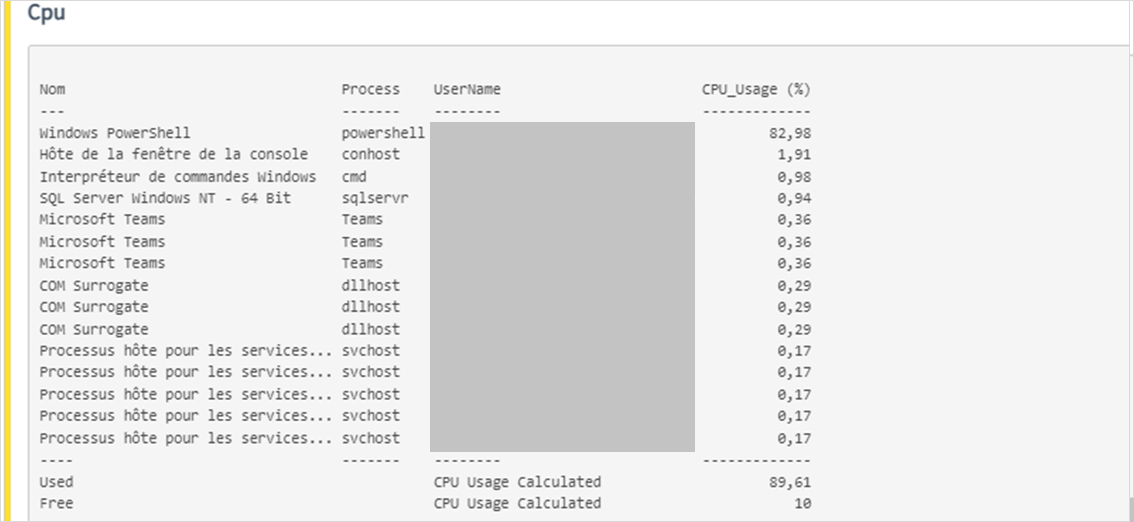 Cpu
Nom Process UserName CPU_Usage (%)
--- ------- -------- -------------
Windows PowerShell powershell 82,98
Hôte de la fenêtre de la console conhost 1,91
Interpréteur de commandes Windows cmd 0,98
SQL Server Windows NT - 64 Bit sqlservr 0,94
Microsoft Teams Teams 0,36
Microsoft Teams Teams 0,36
Microsoft Teams Teams 0,36
COM Surrogate dllhost 0,29
COM Surrogate dllhost 0,29
COM Surrogate dllhost 0,29
Processus hôte pour les services... svchost 0,17
Processus hôte pour les services... svchost 0,17
Processus hôte pour les services... svchost 0,17
Processus hôte pour les services... svchost 0,17
Processus hôte pour les services... svchost 0,17
---- ------- -------- -------------
Used CPU Usage Calculated 89,61
Free CPU Usage Calculated 10